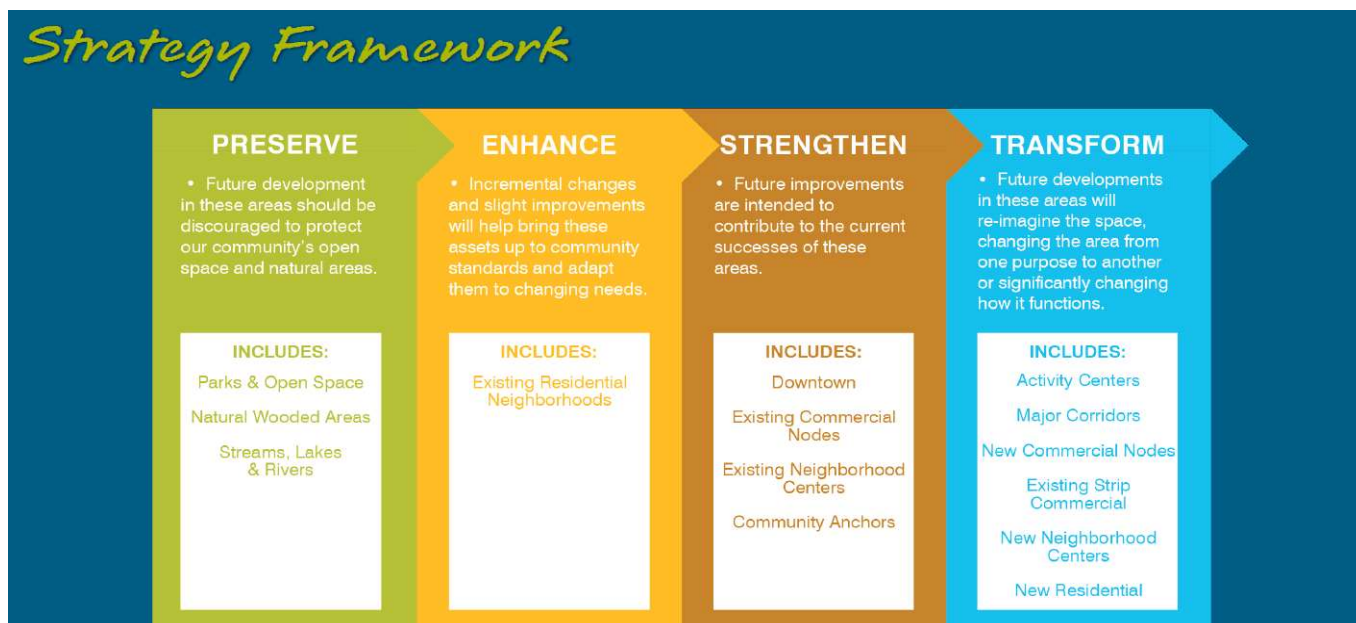 Strategy Framework
PRESERVE
• Future development
in these areas should be
discouraged to protect
our community's open
space and natural areas.
INCLUDES:
Parks & Open Space
Natural Wooded Areas
Streams, Lakes
& Rivers
ENHANCE
• Incremental changes
and slight improvements
will help bring these
assets up to community
standards and adapt
them to changing needs.
INCLUDES:
Existing Residential
Neighborhoods
STRENGTHEN
• Future improvements
are intended to
contribute to the current
successes of these
areas.
INCLUDES:
Downtown
Existing Commercial
Nodes
Existing Neighborhood
Centers
Community Anchors
TRANSFORM
• Future developments
in these areas will
re-imagine the space,
changing the area from
one purpose to another
or significantly changing
how it functions.
INCLUDES:
Activity Centers
Major Corridors
New Commercial Nodes
Existing Strip
Commercial
New Neighborhood
Centers
New Residential